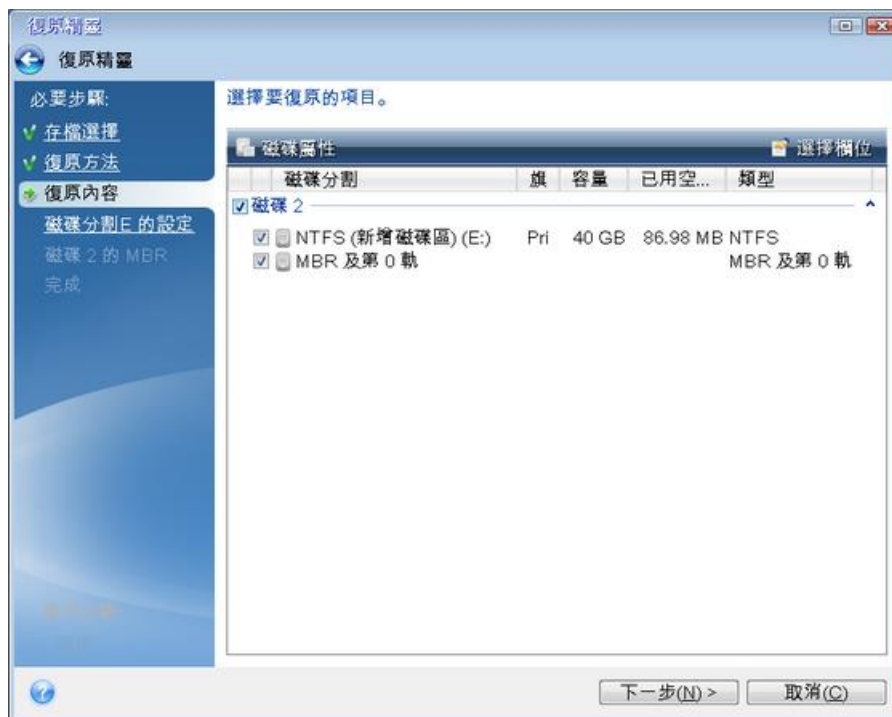 復原精靈
復原精靈
必要步驟:
存檔選擇
復原方法
復原內容
磁碟分割E 的設定
磁碟 2 的 MBR
完成
選擇要復原的項目。
磁碟屬性 選擇欄位
磁碟分割 旗 容量 已用空... 類型
磁碟 2
NTFS (新增磁碟區) (E:) Pri 40 GB 86.98 MB NTFS
MBR 及第 0 軌 MBR 及第 0 軌
下一步(N) > 取消(C)